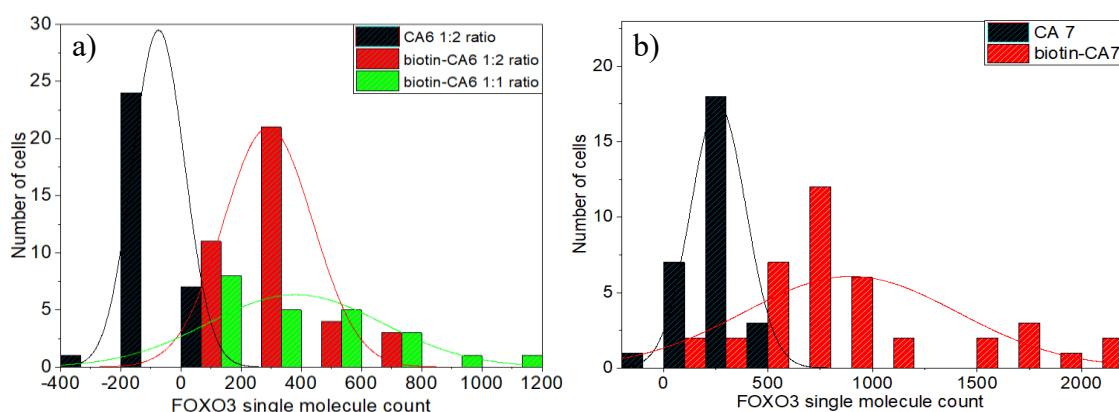 a)
CA6 1:2 ratio
biotin-CA6 1:2 ratio
biotin-CA6 1:1 ratio
Number of cells
30
25
20
15
10
5
0
-400 -200 0 200 400 600 800 1000 1200
FOXO3 single molecule count
b)
CA 7
biotin-CA7
Number of cells
20
15
10
5
0
0 500 1000 1500 2000
FOXO3 single molecule count